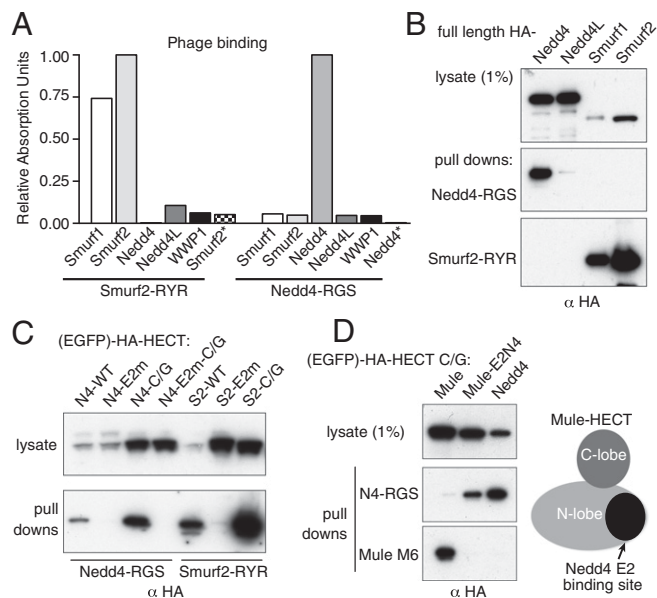 A
Phage binding
Relative Absorption Units
1.00
0.75
0.50
0.25
0.00
Smurf1
Smurf2
Nedd4
Nedd4L
WWP1
Smurf2*
Smurf1
Smurf2
Nedd4
Nedd4L
WWP1
Nedd4*
Smurf2-RYR
Nedd4-RGS
B
full length HA-
Nedd4
Nedd4L
Smurf1
Smurf2
lysate (1%)
pull downs:
Nedd4-RGS
Smurf2-RYR
α HA
C
(EGFP)-HA-HECT:
N4-WT
N4-E2m
N4-C/G
N4-E2m-C/G
S2-WT
S2-E2m
S2-C/G
lysate
pull
downs
Nedd4-RGS
Smurf2-RYR
α HA
D
(EGFP)-HA-HECT C/G:
Mule
Mule-E2N4
Nedd4
lysate (1%)
pull
downs
N4-RGS
Mule M6
α HA
Mule-HECT
C-lobe
N-lobe
Nedd4 E2
binding site